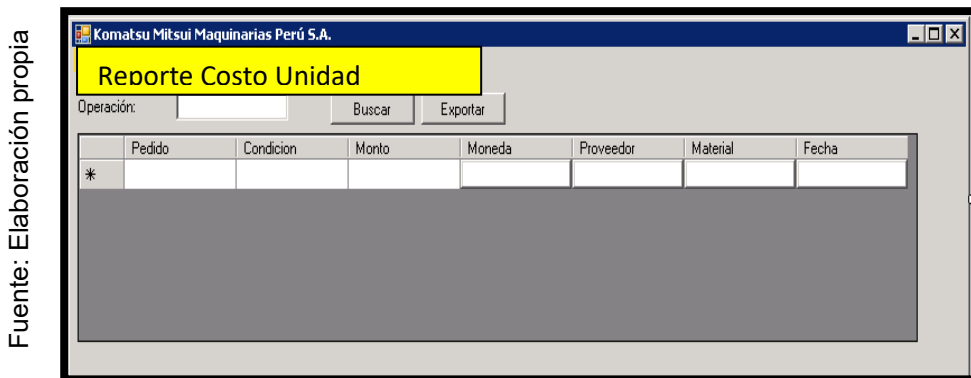 Fuente: Elaboración propia
Komatsu Mitsui Maquinarias Perú S.A.
Reporte Costo Unidad
Operación:
Buscar Exportar
Pedido Condicion Monto Moneda Proveedor Material Fecha
*